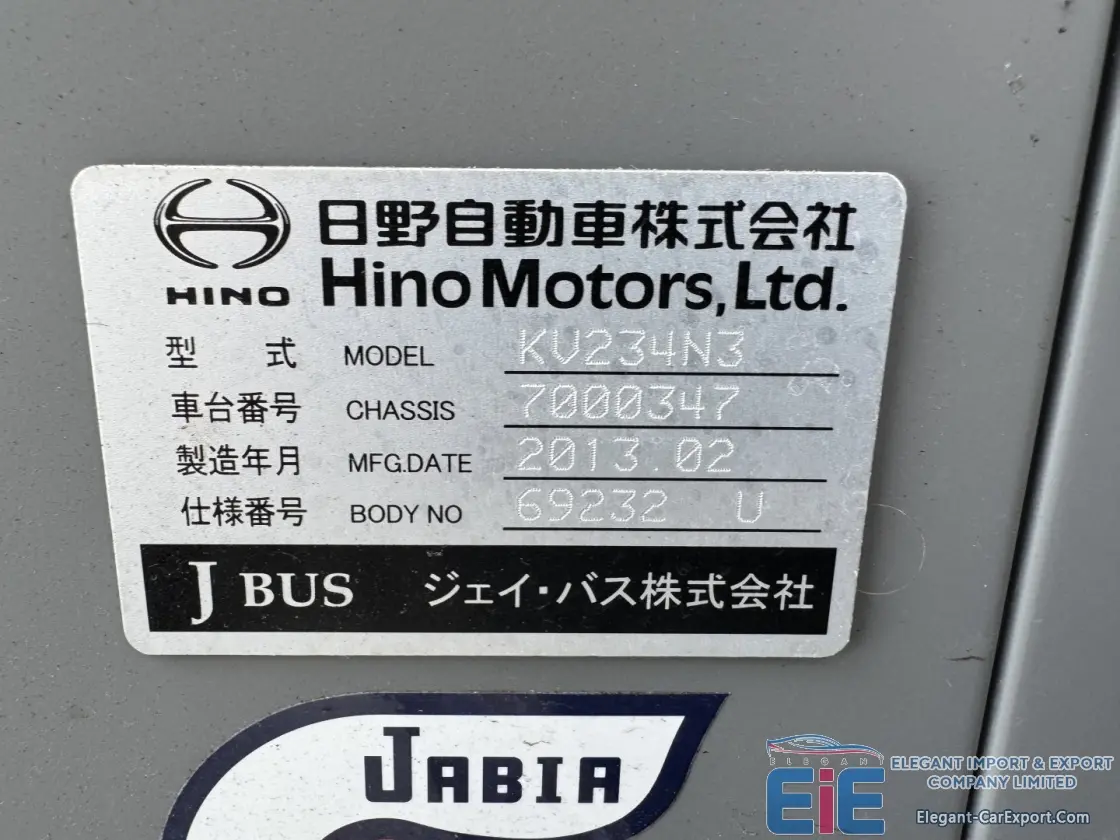 日野自動車株式会社
HINO Hino Motors, Ltd.
型 式 MODEL KV234N3
車台番号 CHASSIS 7000347
製造年月 MFG.DATE 2013.02
仕様番号 BODY NO 69232 U
J BUS ジェイ・バス株式会社
JABIA
ELEGANT
EiE
ELEGANT IMPORT & EXPORT
COMPANY LIMITED
Elegant-CarExport.Com